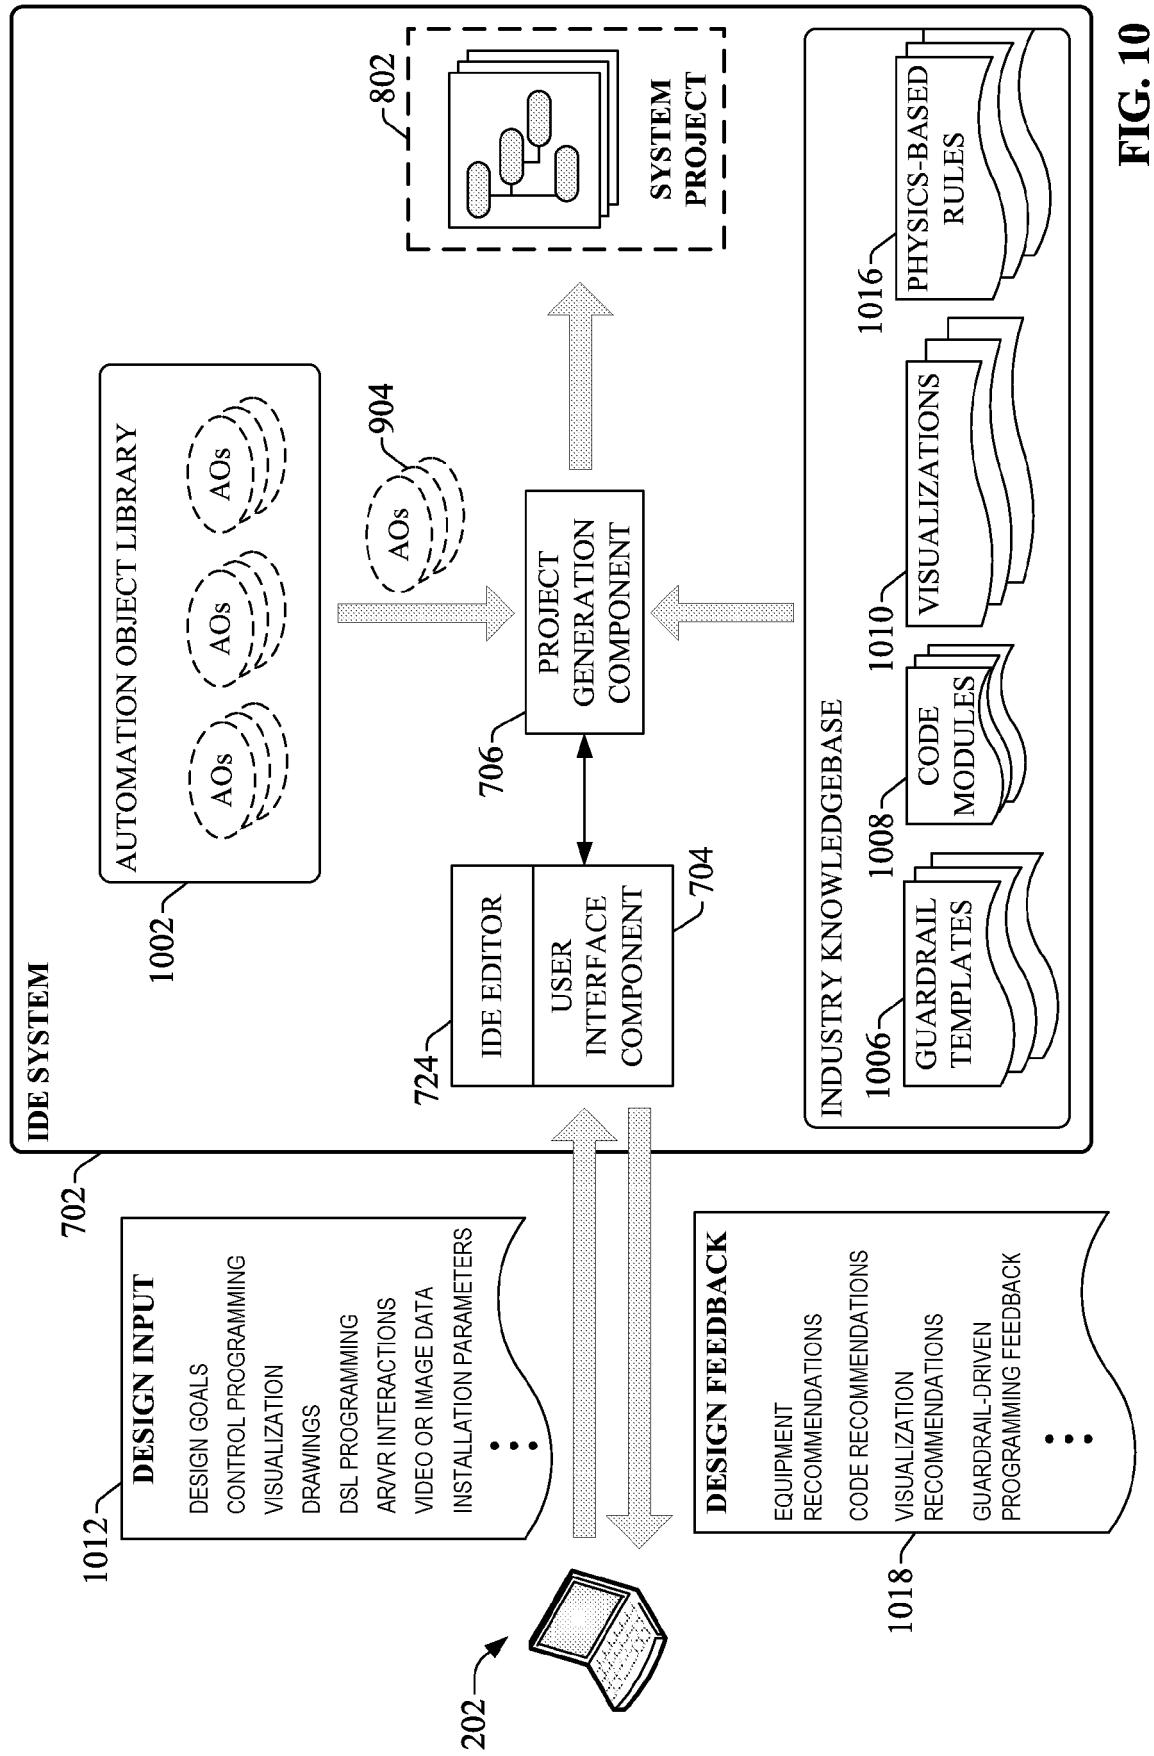 702
IDE SYSTEM
1002
AUTOMATION OBJECT LIBRARY
AOs
AOs
AOs
AOs
904
802
SYSTEM
PROJECT
1012
DESIGN INPUT
DESIGN GOALS
CONTROL PROGRAMMING
VISUALIZATION
DRAWINGS
DSL PROGRAMMING
AR/VR INTERACTIONS
VIDEO OR IMAGE DATA
INSTALLATION PARAMETERS
202
724
IDE EDITOR
USER
INTERFACE
COMPONENT
704
706
PROJECT
GENERATION
COMPONENT
1018
DESIGN FEEDBACK
EQUIPMENT
RECOMMENDATIONS
CODE RECOMMENDATIONS
VISUALIZATION
RECOMMENDATIONS
GUARDRAIL-DRIVEN
PROGRAMMING FEEDBACK
INDUSTRY KNOWLEDGEBASE
1006
GUARDRAIL
TEMPLATES
1008
CODE
MODULES
1010
VISUALIZATIONS
1016
PHYSICS-BASED
RULES
FIG. 10